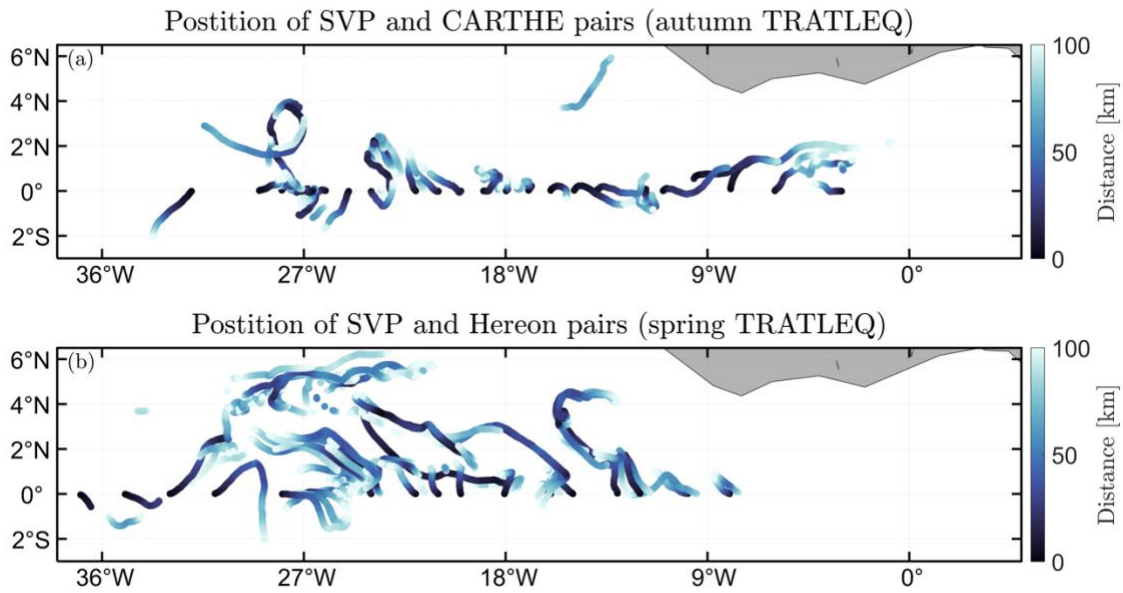 Postition of SVP and CARTHE pairs (autumn TRATLEQ)
(a)
6°N
4°N
2°N
0°
2°S
36°W 27°W 18°W 9°W 0°
100
50
0
Distance [km]
Postition of SVP and Hereon pairs (spring TRATLEQ)
(b)
6°N
4°N
2°N
0°
2°S
36°W 27°W 18°W 9°W 0°
100
50
0
Distance [km]